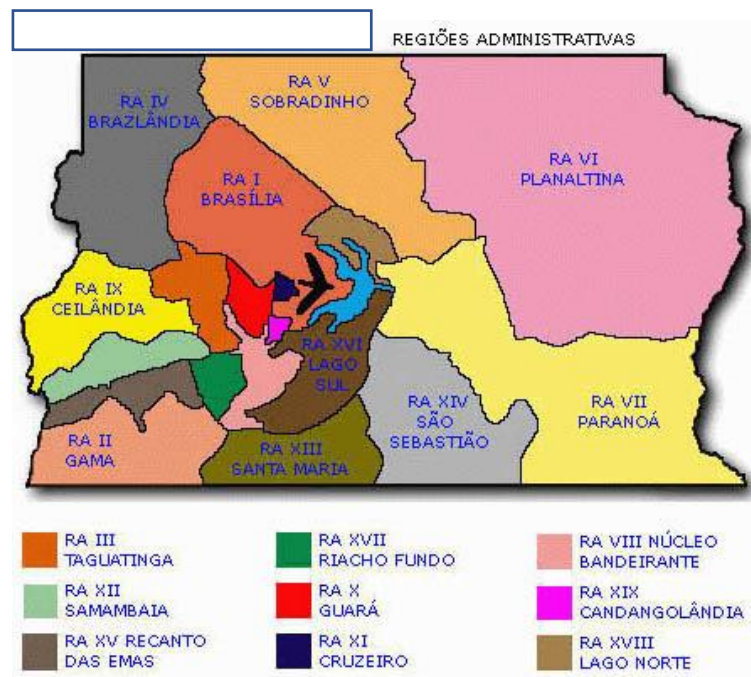 REGIÕES ADMINISTRATIVAS
RA IV
BRAZLÂNDIA
RA V
SOBRADINHO
RA VI
PLANALTINA
RA I
BRASÍLIA
RA IX
CEILÂNDIA
RA XVI
LAGO
SUL
RA XIV
SÃO
SEBASTIÃO
RA VII
PARANOÁ
RA II
GAMA
RA XIII
SANTA MARIA
RA III
TAGUATINGA
RA XVII
RIACHO FUNDO
RA VIII NÚCLEO
BANDEIRANTE
RA XII
SAMAMBAIA
RA X
GUARÁ
RA XIX
CANDANGOLÂNDIA
RA XV RECANTO
DAS EMAS
RA XI
CRUZEIRO
RA XVIII
LAGO NORTE